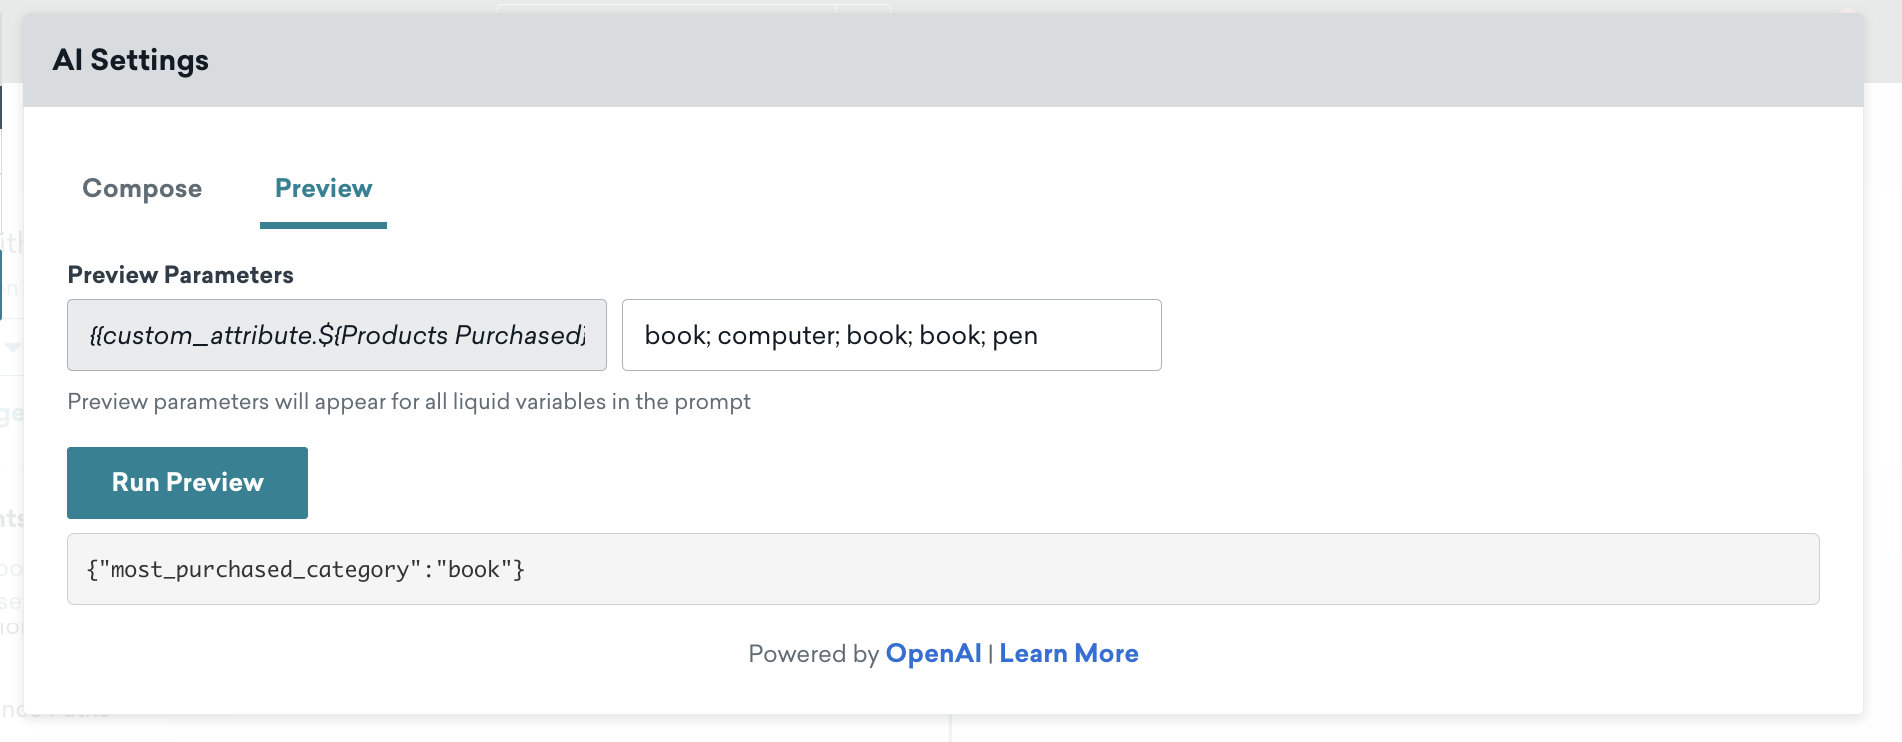 AI Settings
Compose Preview
Preview Parameters
{{custom_attribute.${Products Purchased} book; computer; book; book; pen
Preview parameters will appear for all liquid variables in the prompt
Run Preview
{"most_purchased_category":"book"}
Powered by OpenAI | Learn More